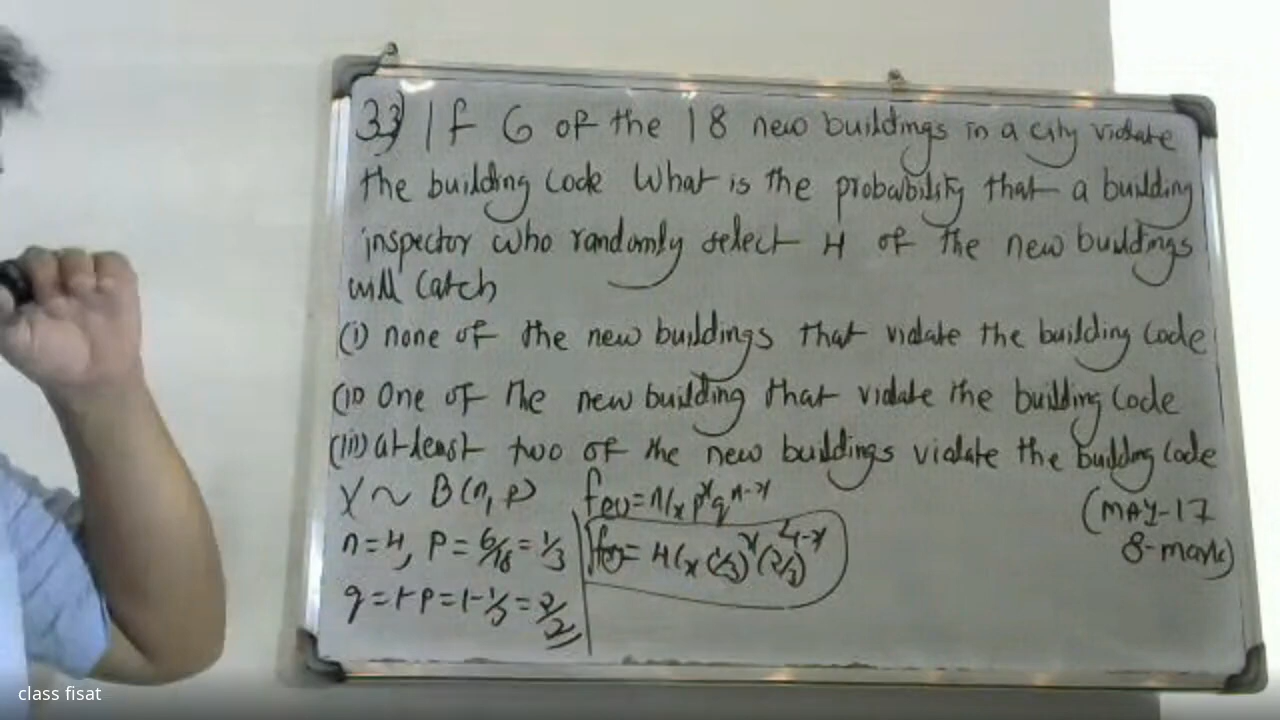 33) If 6 of the 18 new buildings in a city violate
the building code What is the probability that a building
inspector who randomly select 4 of the new buildings
will catch
(i) none of the new buildings that violate the building code
(ii) One of the new building that violate the building code
(iii) at least two of the new buildings violate the building code
(MAY-17
8-mark)
X ~ B(n, p)
n=4, P = 6/18 = 1/3
q = 1-p = 1-1/3 = 2/3
f(x) = nCx p^x q^n-x
f(x) = 4Cx (1/3)^x (2/3)^4-x
class fisat